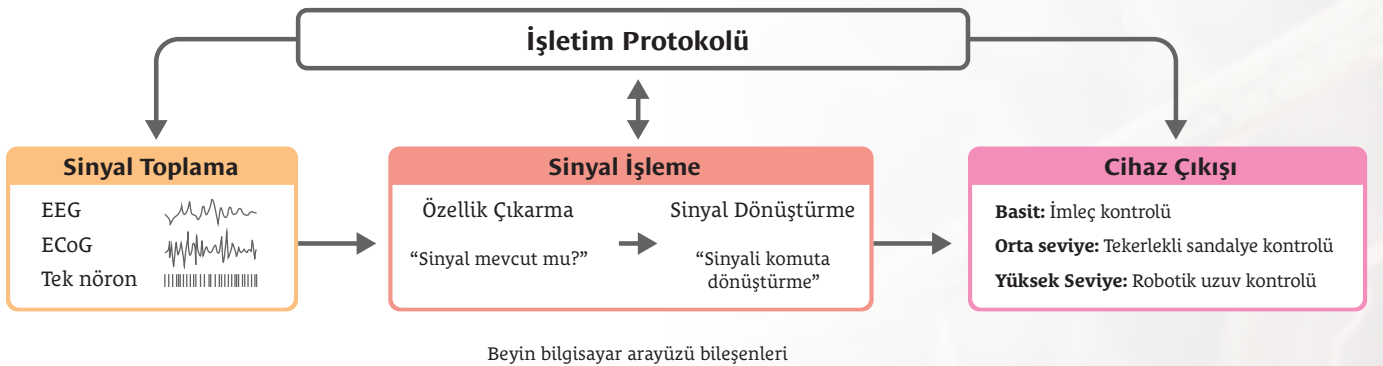 İşletim Protokolü
Sinyal Toplama
EEG
ECoG
Tek nöron
Sinyal İşleme
Özellik Çıkarma
“Sinyal mevcut mu?”
Sinyal Dönüştürme
“Sinyali komuta
dönüştürme”
Cihaz Çıkışı
Basit: İmleç kontrolü
Orta seviye: Tekerlekli sandalye kontrolü
Yüksek Seviye: Robotik uzuv kontrolü
Beyin bilgisayar arayüzü bileşenleri